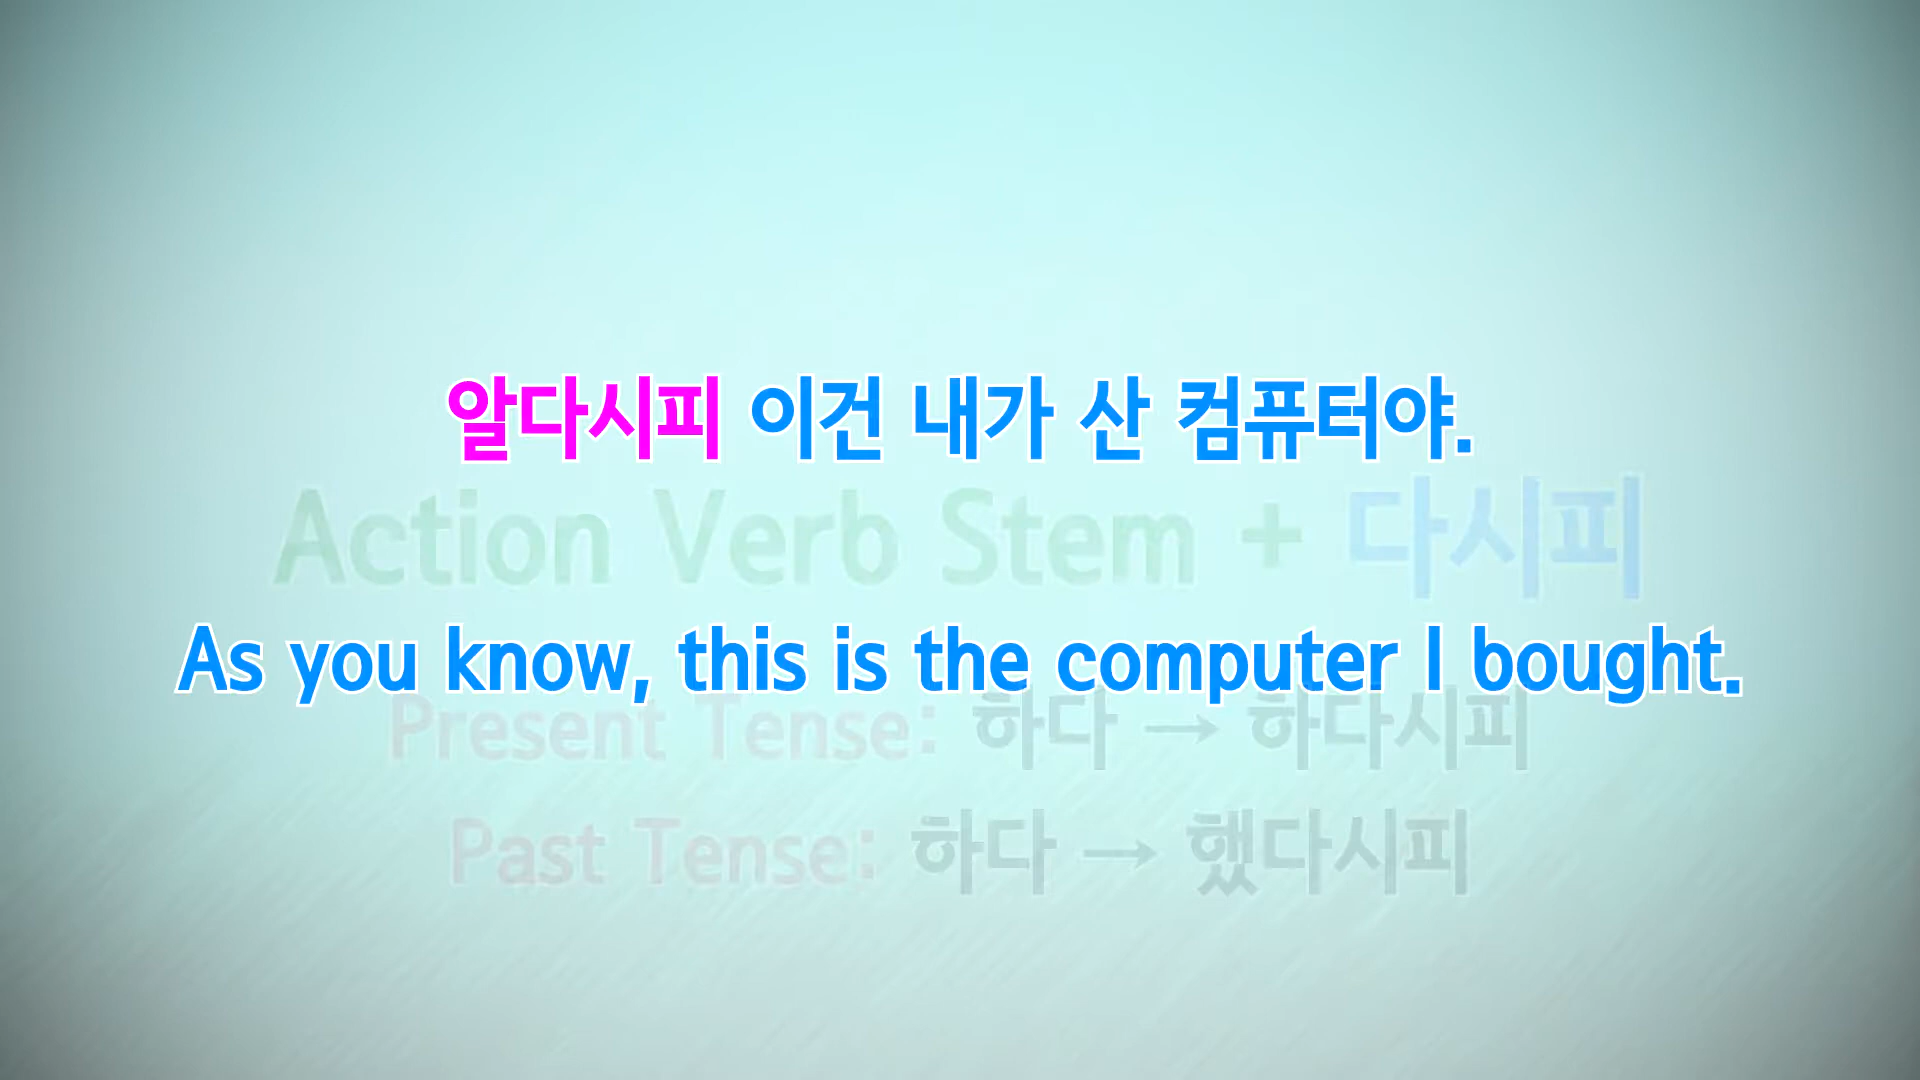 알다시피 이건 내가 산 컴퓨터야.
Action Verb Stem + 다시피
As you know, this is the computer I bought.
Present Tense: 하다 → 하다시피
Past Tense: 하다 → 했다시피